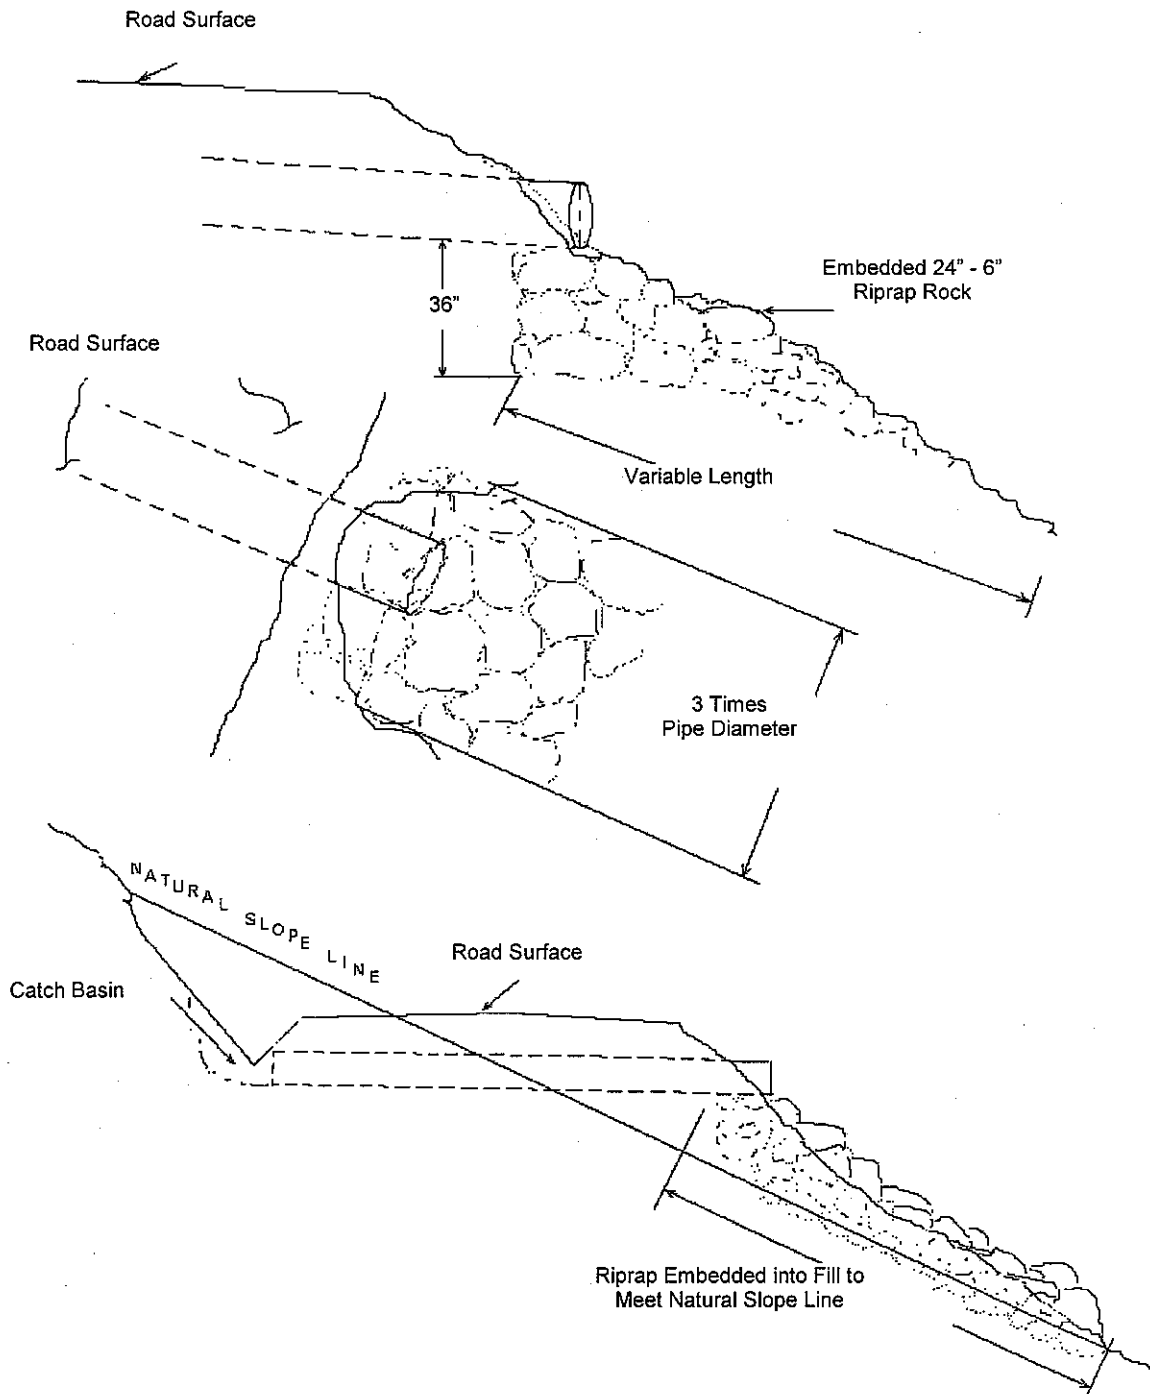 Road Surface
Embedded 24" - 6"
Riprap Rock
36"
Road Surface
Variable Length
3 Times
Pipe Diameter
NATURAL SLOPE LINE
Road Surface
Catch Basin
Riprap Embedded into Fill to
Meet Natural Slope Line